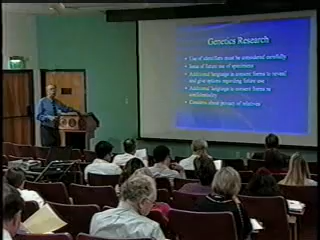 Genetics Research
Use of identifiers must be considered carefully
Issue of future use of specimens
Additional language in consent forms to reveal
and give options regarding future use
Additional language in consent forms re
confidentiality
Concerns about privacy of relatives